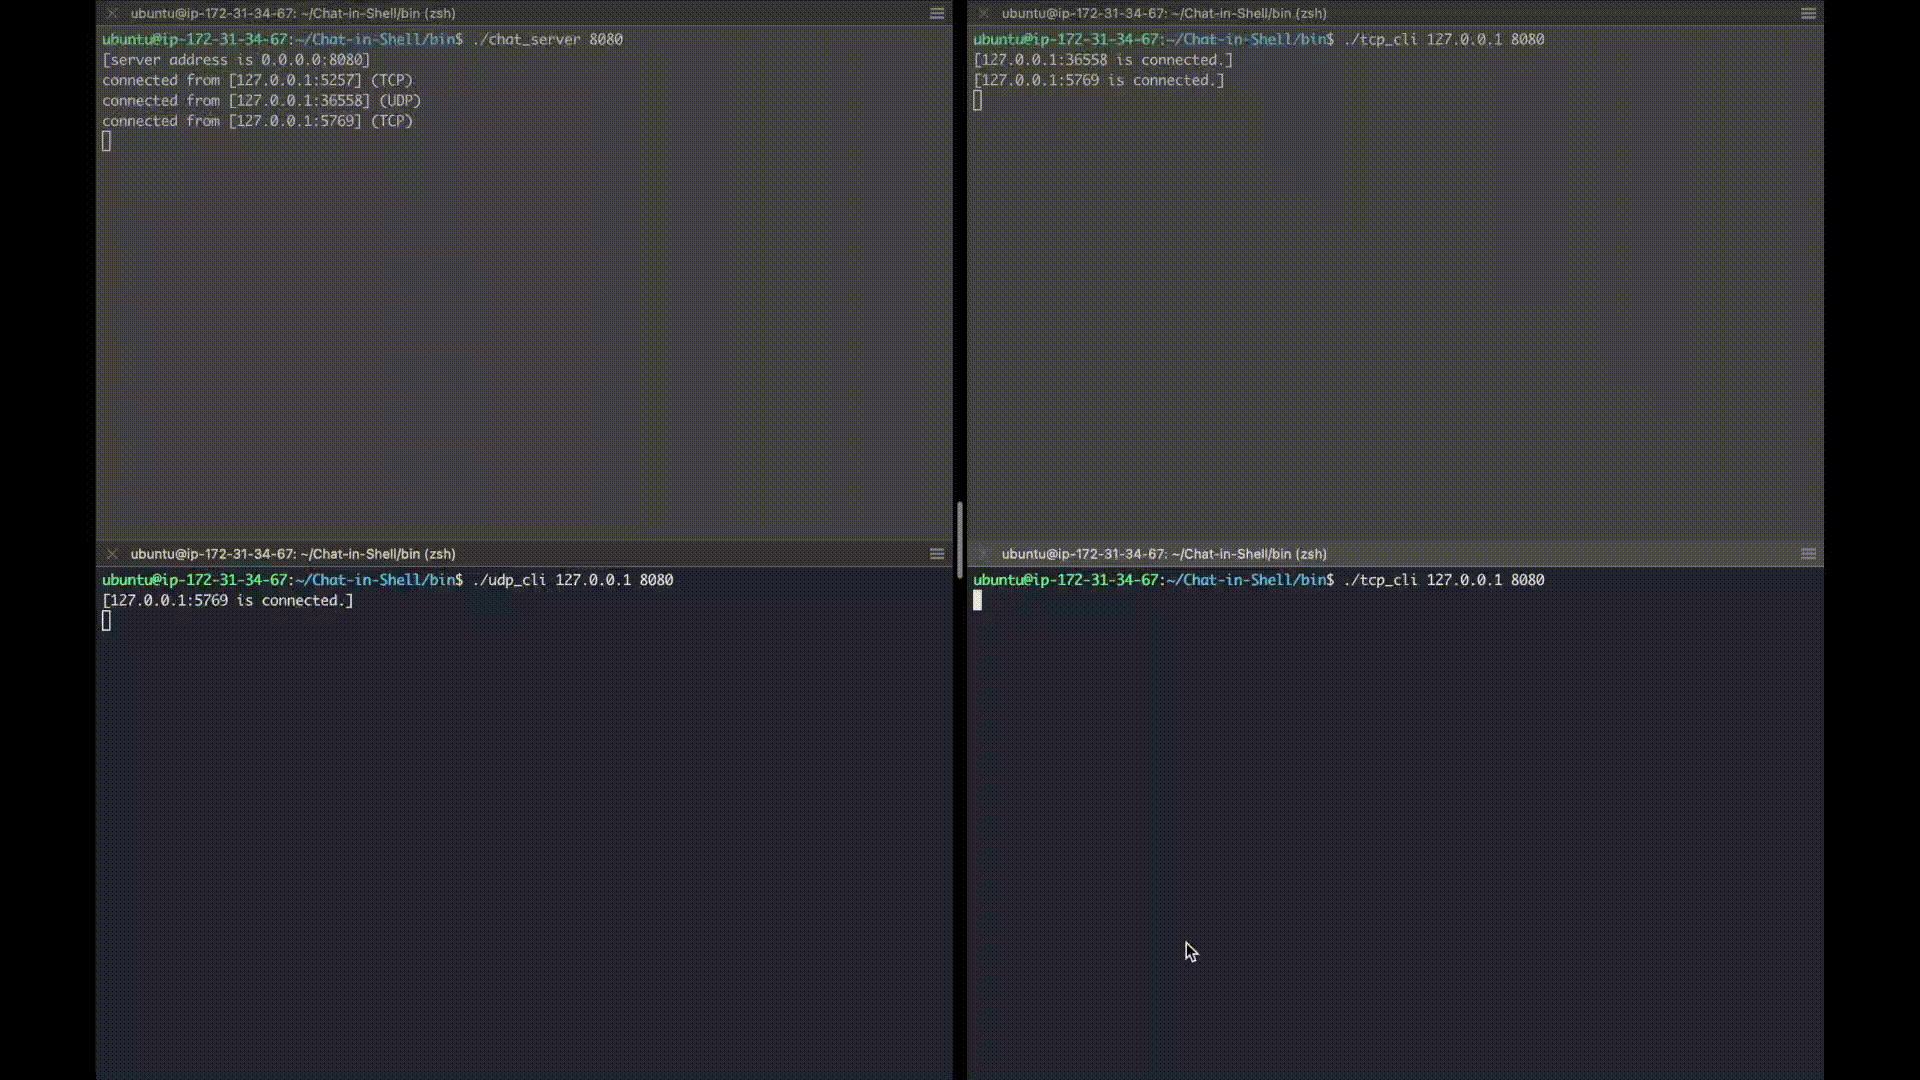 ubuntu@ip-172-31-34-67: ~/Chat-in-Shell/bin (zsh)
ubuntu@ip-172-31-34-67:~/Chat-in-Shell/bin$ ./chat_server 8080
[server address is 0.0.0.0:8080]
connected from [127.0.0.1:5257] (TCP)
connected from [127.0.0.1:36558] (UDP)
connected from [127.0.0.1:5769] (TCP)
ubuntu@ip-172-31-34-67: ~/Chat-in-Shell/bin (zsh)
ubuntu@ip-172-31-34-67:~/Chat-in-Shell/bin$ ./tcp_cli 127.0.0.1 8080
[127.0.0.1:36558 is connected.]
[127.0.0.1:5769 is connected.]
ubuntu@ip-172-31-34-67: ~/Chat-in-Shell/bin (zsh)
ubuntu@ip-172-31-34-67:~/Chat-in-Shell/bin$ ./udp_cli 127.0.0.1 8080
[127.0.0.1:5769 is connected.]
ubuntu@ip-172-31-34-67: ~/Chat-in-Shell/bin (zsh)
ubuntu@ip-172-31-34-67:~/Chat-in-Shell/bin$ ./tcp_cli 127.0.0.1 8080